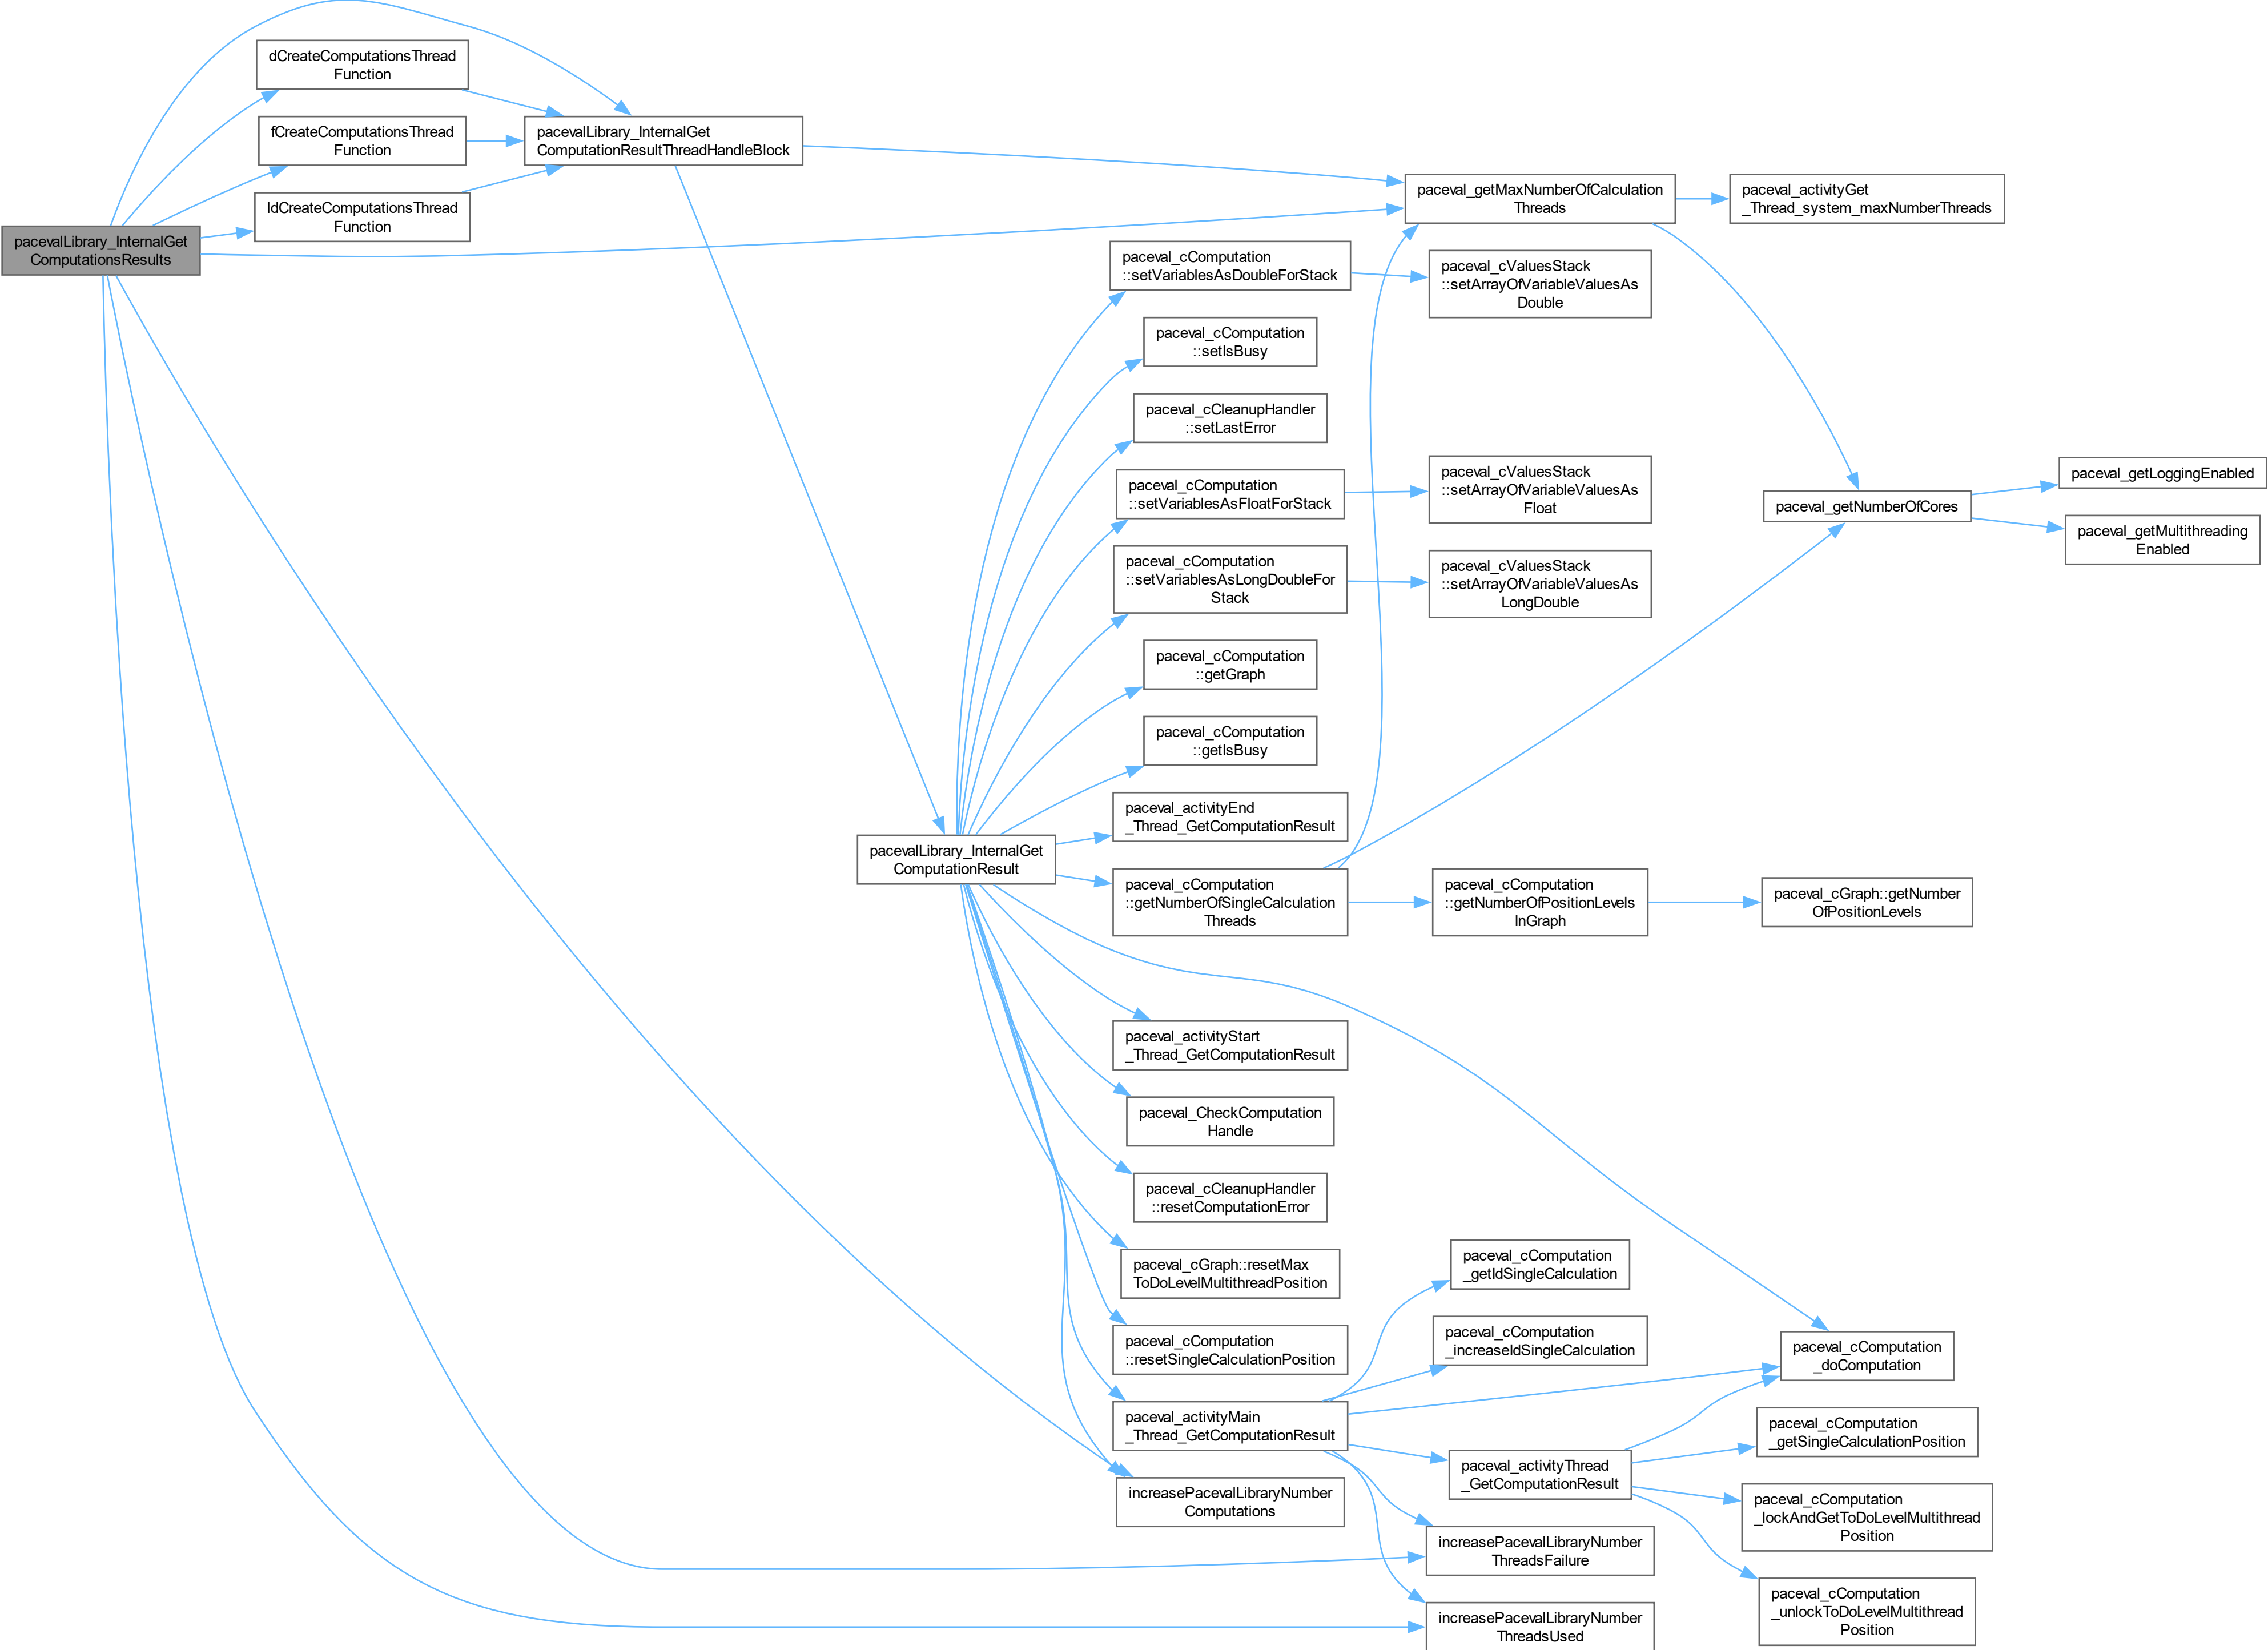 dCreateComputationsThread
Function
fCreateComputationsThread
Function
ldCreateComputationsThread
Function
pacevalLibrary_InternalGet
ComputationsResults
pacevalLibrary_InternalGet
ComputationResultThreadHandleBlock
pacevalLibrary_InternalGet
ComputationResult
paceval_cComputation
::setVariablesAsDoubleForStack
paceval_cComputation
::setIsBusy
paceval_cCleanupHandler
::setLastError
paceval_cComputation
::setVariablesAsFloatForStack
paceval_cComputation
::setVariablesAsLongDoubleFor
Stack
paceval_cComputation
::getGraph
paceval_cComputation
::getIsBusy
paceval_activityEnd
_Thread_GetComputationResult
paceval_cComputation
::getNumberOfSingleCalculation
Threads
paceval_activityStart
_Thread_GetComputationResult
paceval_CheckComputation
Handle
paceval_cCleanupHandler
::resetComputationError
paceval_cGraph::resetMax
ToDoLevelMultithreadPosition
paceval_cComputation
::resetSingleCalculationPosition
paceval_activityMain
_Thread_GetComputationResult
increasePacevalLibraryNumber
Computations
paceval_getMaxNumberOfCalculation
Threads
paceval_cValuesStack
::setArrayOfVariableValuesAs
Double
paceval_cValuesStack
::setArrayOfVariableValuesAs
Float
paceval_cValuesStack
::setArrayOfVariableValuesAs
LongDouble
paceval_cComputation
::getNumberOfPositionLevels
InGraph
paceval_cComputation
_getIdSingleCalculation
paceval_cComputation
_increaseIdSingleCalculation
paceval_activityThread
_GetComputationResult
increasePacevalLibraryNumber
ThreadsFailure
increasePacevalLibraryNumber
ThreadsUsed
paceval_activityGet
_Thread_system_maxNumberThreads
paceval_getNumberOfCores
paceval_cGraph::getNumber
OfPositionLevels
paceval_cComputation
_doComputation
paceval_cComputation
_getSingleCalculationPosition
paceval_cComputation
_lockAndGetToDoLevelMultithread
Position
paceval_cComputation
_unlockToDoLevelMultithread
Position
paceval_getLoggingEnabled
paceval_getMultithreading
Enabled